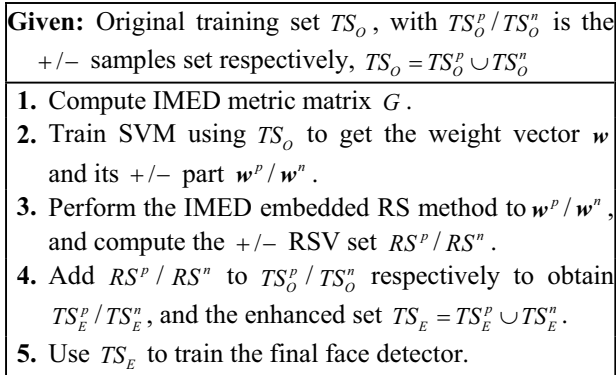 Given: Original training set TS_O, with TS_O^p/TS_O^n is the
+/− samples set respectively, TS_O = TS_O^p ∪ TS_O^n
1. Compute IMED metric matrix G.
2. Train SVM using TS_O to get the weight vector w
and its +/− part w^p/w^n.
3. Perform the IMED embedded RS method to w^p/w^n,
and compute the +/− RSV set RS^p/RS^n.
4. Add RS^p/RS^n to TS_O^p/TS_O^n respectively to obtain
TS_E^p/TS_E^n, and the enhanced set TS_E = TS_E^p ∪ TS_E^n.
5. Use TS_E to train the final face detector.